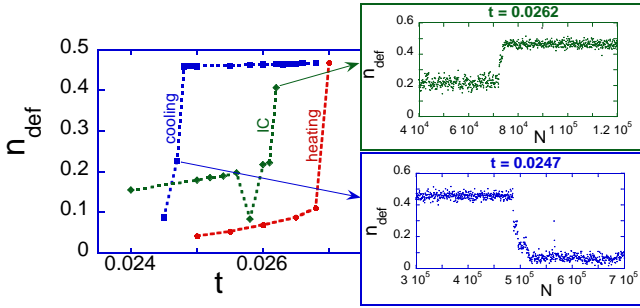 n_def
0.5
0.4
0.3
0.2
0.1
0
0.024
0.026
t
cooling
IC
heating
t = 0.0262
n_def
0.6
0.4
0.2
0
4 10^4
6 10^4
8 10^4
1 10^5
1.2 10^5
N
t = 0.0247
n_def
0.6
0.4
0.2
0
3 10^5
4 10^5
5 10^5
6 10^5
7 10^5
N